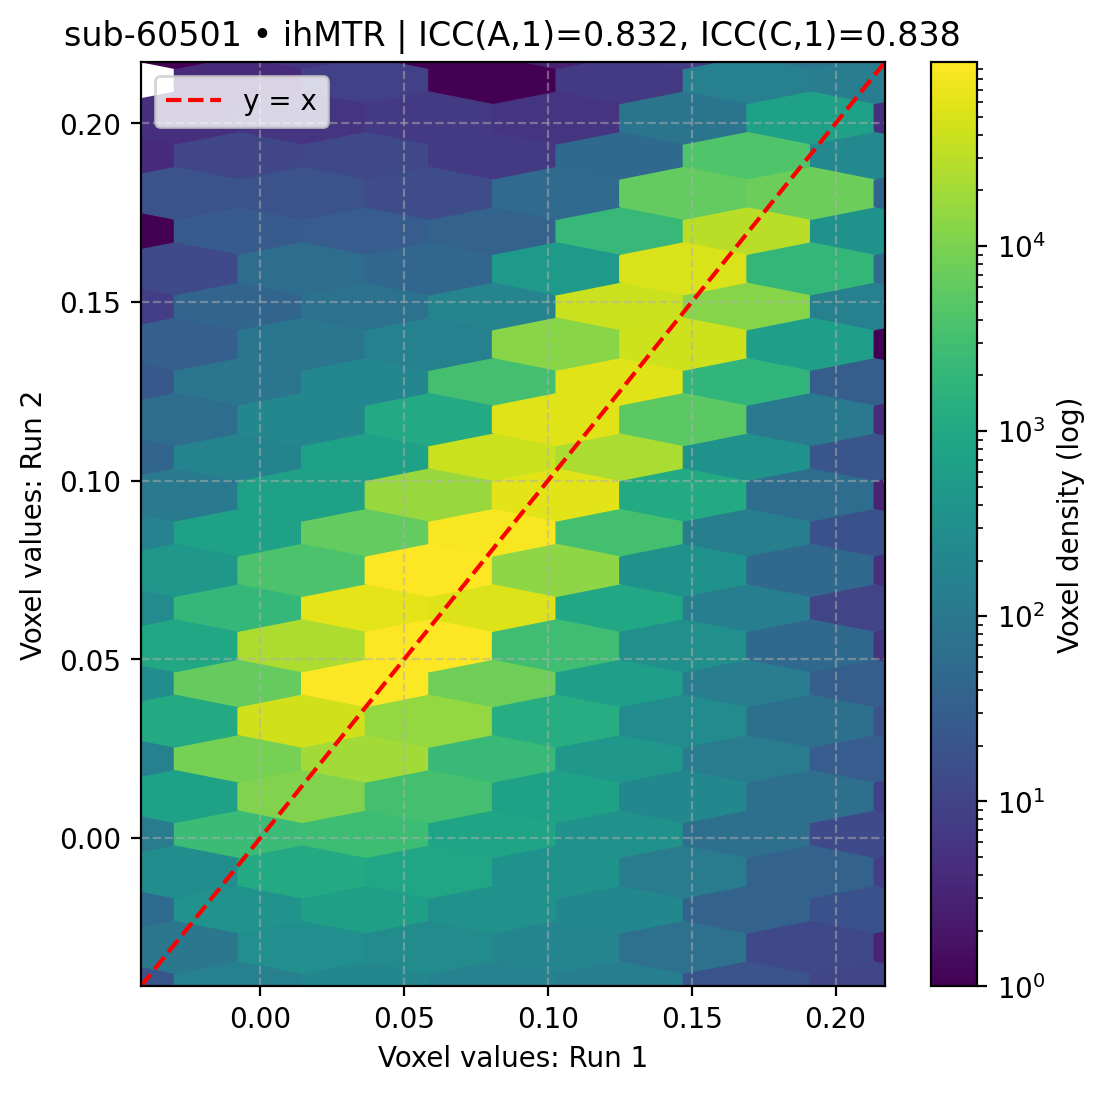 sub-60501 • ihMTR | ICC(A,1)=0.832, ICC(C,1)=0.838
y = x
0.20
0.15
0.10
0.05
0.00
Voxel values: Run 2
0.00 0.05 0.10 0.15 0.20
Voxel values: Run 1
10⁴
10³
10²
10¹
10⁰
Voxel density (log)